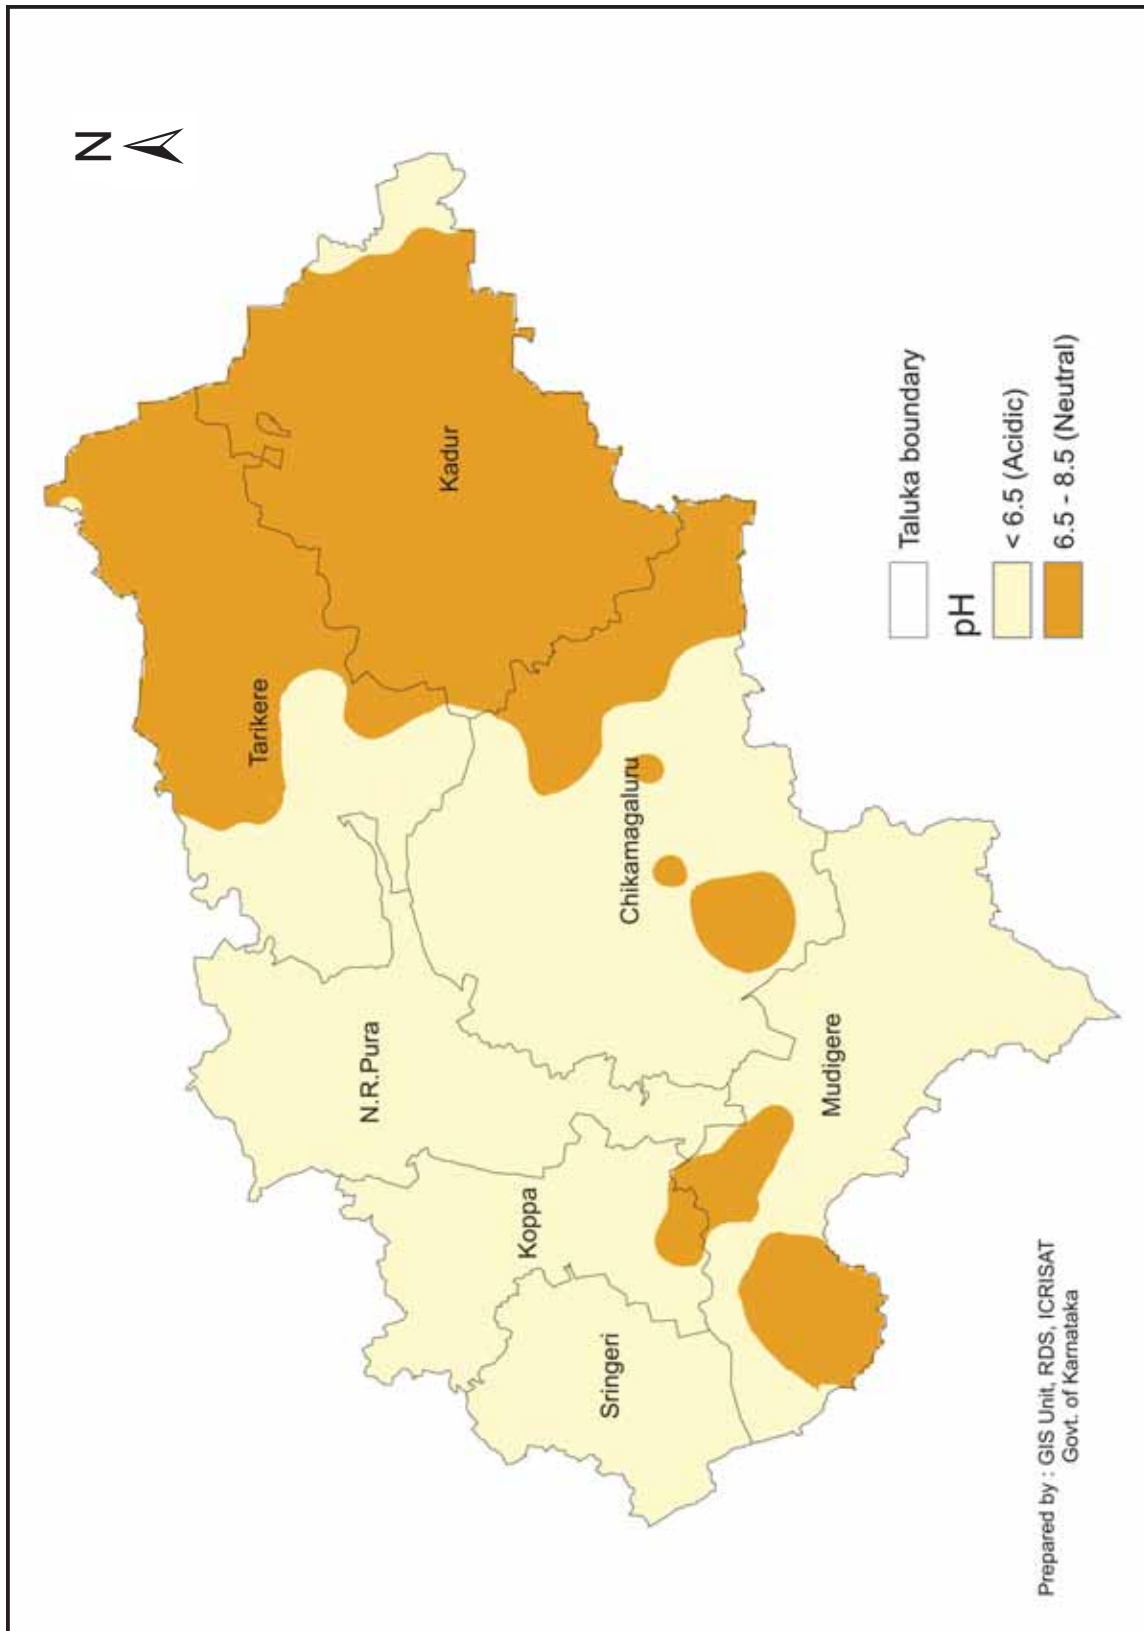 N
Tarikere
Kadur
N.R.Pura
Koppa
Chikamagaluru
Sringeri
Mudigere
Taluka boundary
pH
< 6.5 (Acidic)
6.5 - 8.5 (Neutral)
Prepared by : GIS Unit, RDS, ICRISAT
Govt. of Karnataka